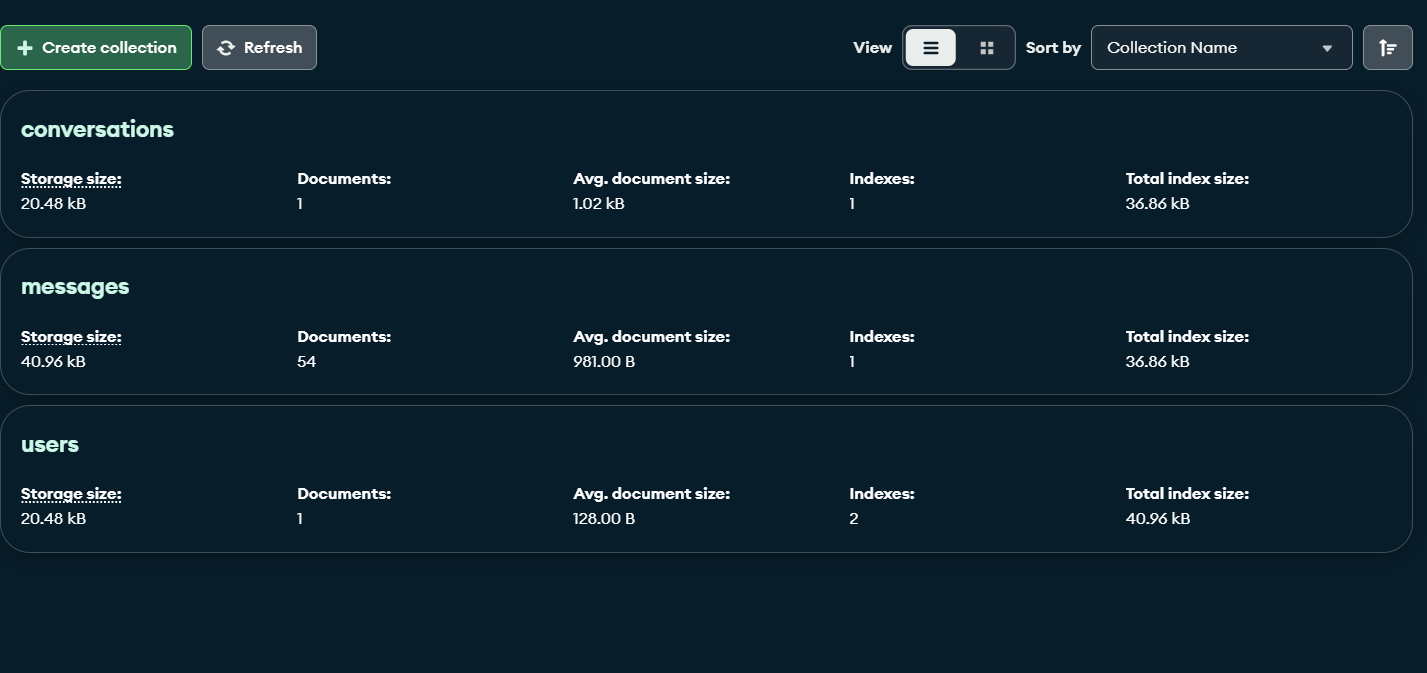 Create collection Refresh View Sort by Collection Name
conversations
Storage size: Documents: Avg. document size: Indexes: Total index size:
20.48 kB 1 1.02 kB 1 36.86 kB
messages
Storage size: Documents: Avg. document size: Indexes: Total index size:
40.96 kB 54 981.00 B 1 36.86 kB
users
Storage size: Documents: Avg. document size: Indexes: Total index size:
20.48 kB 1 128.00 B 2 40.96 kB